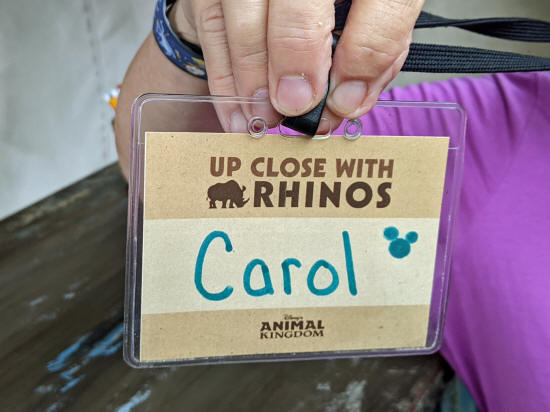 UP CLOSE WITH
RHINOS
Carol
Disney's
ANIMAL
KINGDOM